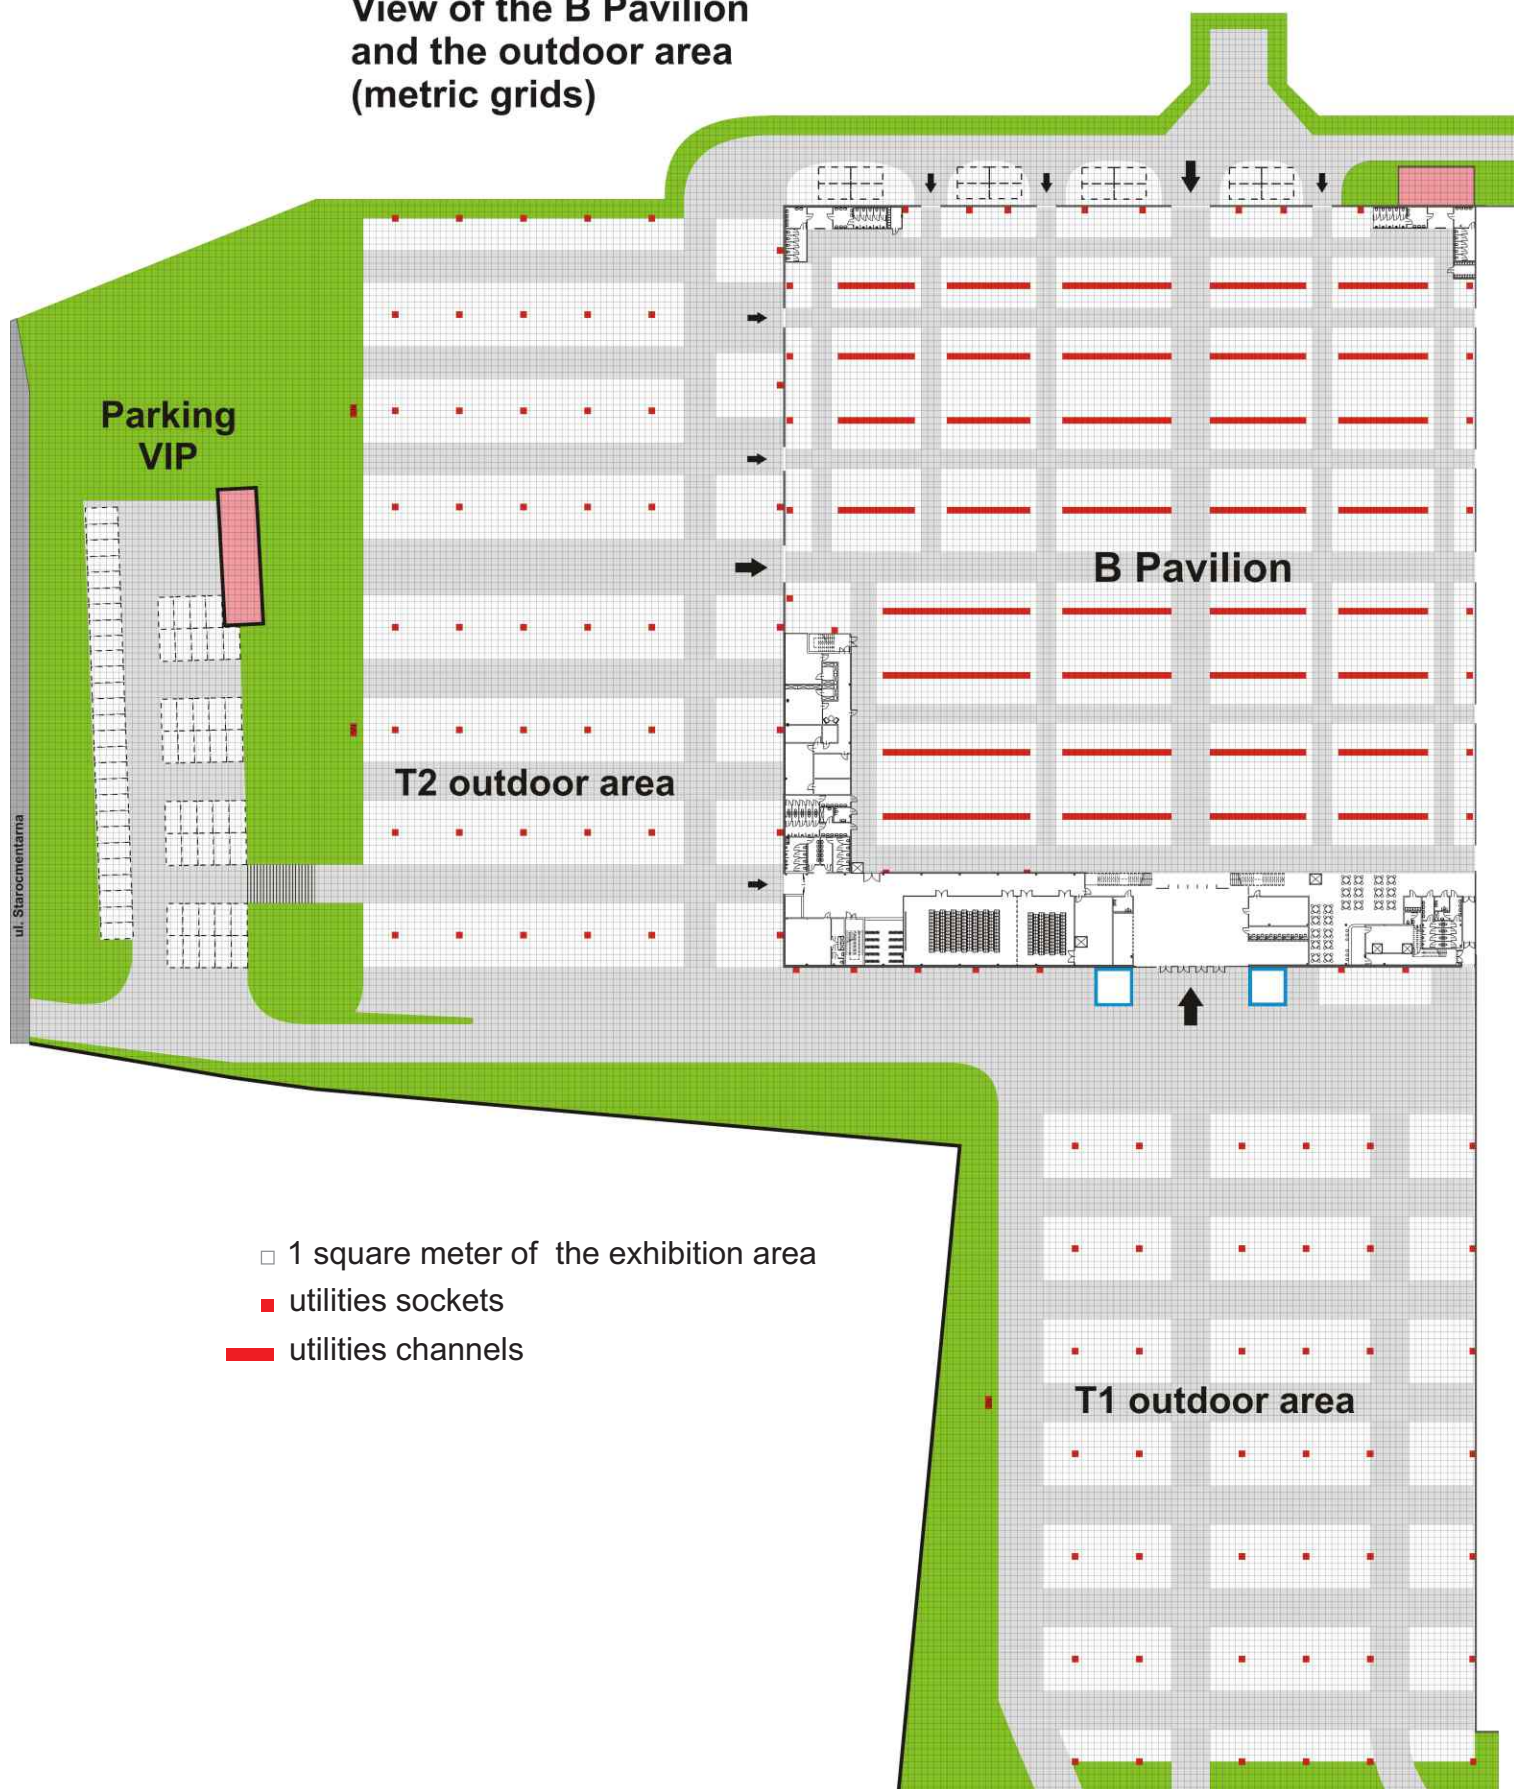 View of the B Pavilion
and the outdoor area
(metric grids)
Parking
VIP
B Pavilion
T2 outdoor area
ul. Starocmentarna
1 square meter of the exhibition area
utilities sockets
utilities channels
T1 outdoor area